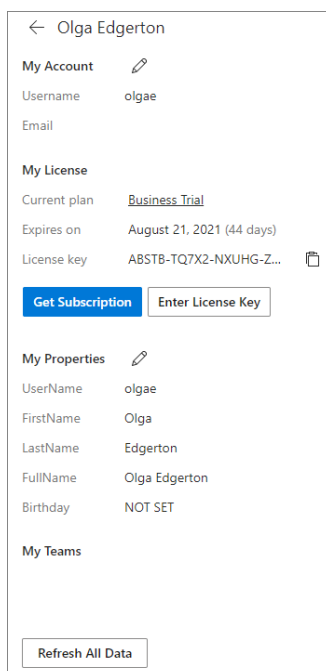 Olga Edgerton
My Account
Username olgae
Email
My License
Current plan Business Trial
Expires on August 21, 2021 (44 days)
License key ABSTB-TQ7X2-NXUHG-Z...
Get Subscription Enter License Key
My Properties
UserName olgae
FirstName Olga
LastName Edgerton
FullName Olga Edgerton
Birthday NOT SET
My Teams
Refresh All Data